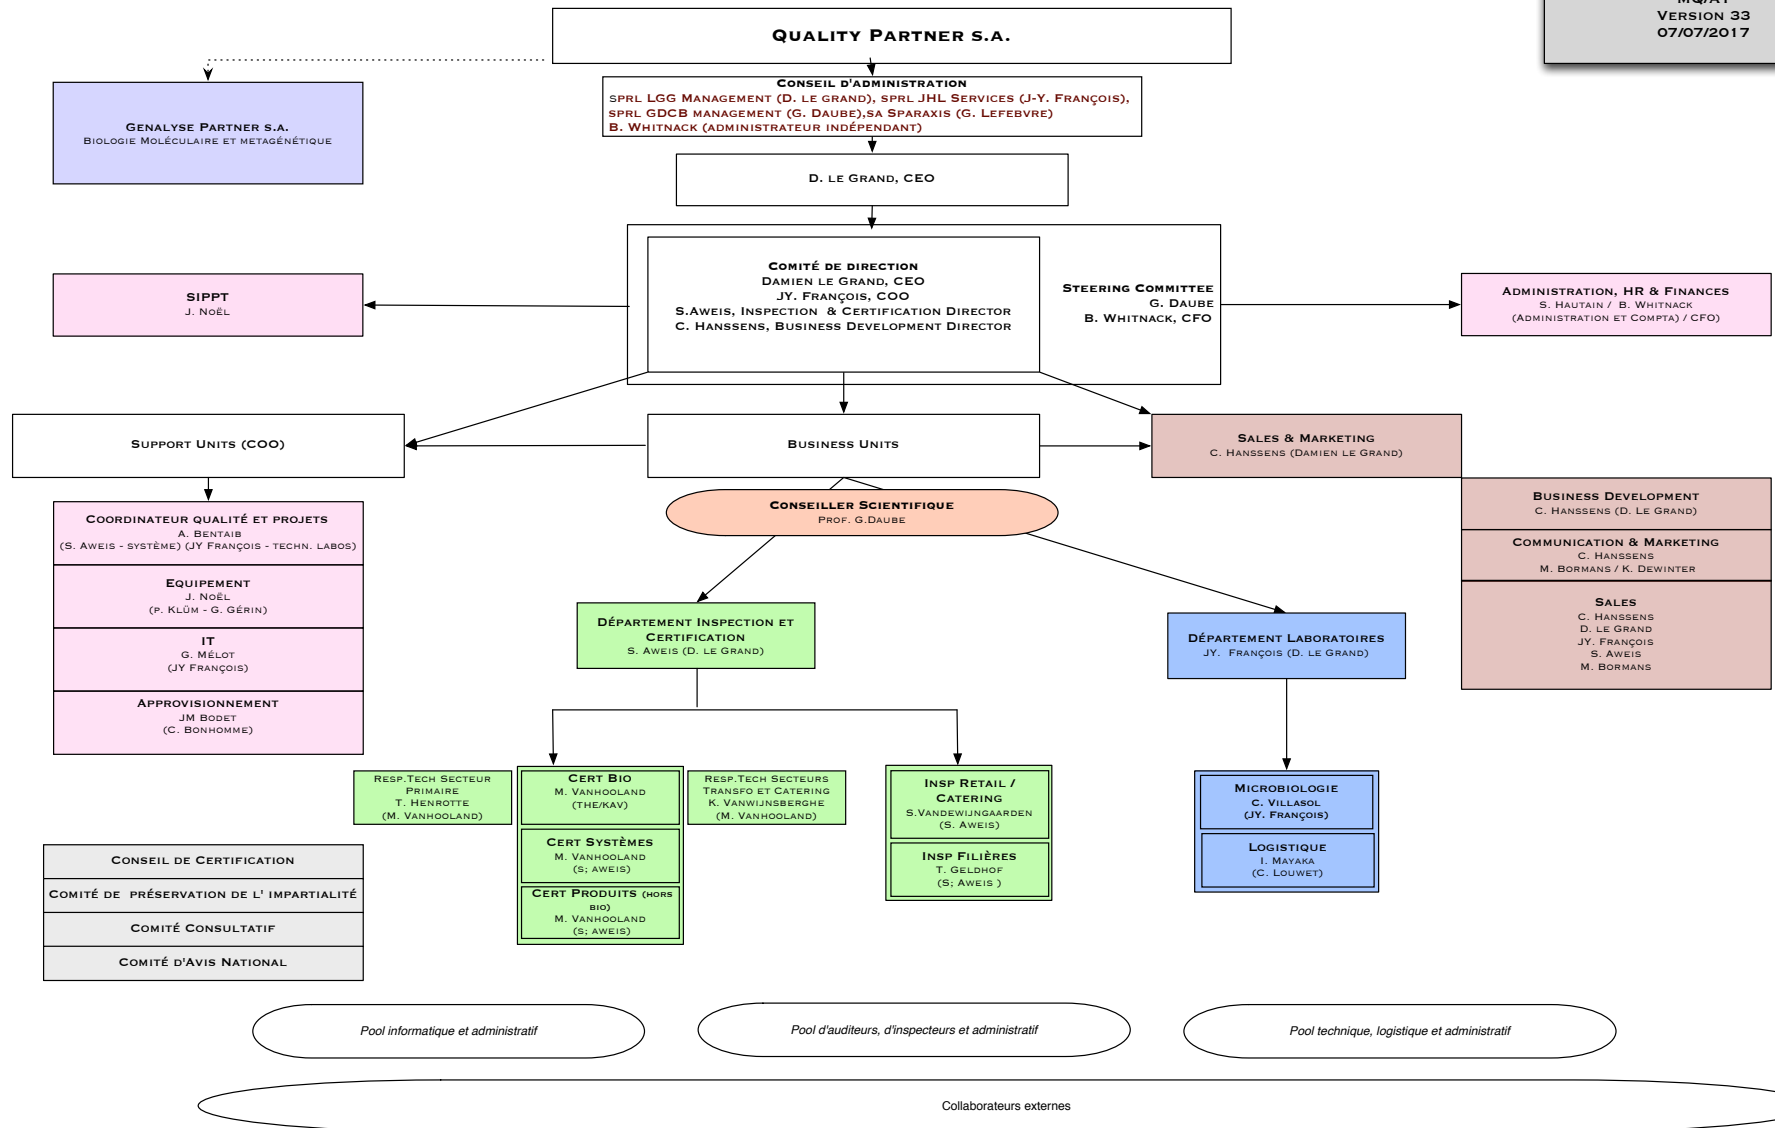 MQ/A1
Version 33
07/07/2017
Quality Partner s.a.
Conseil d'administration
sprl LGG Management (D. le grand), sprl JHL Services (J-Y. François),
sprl GDCB management (G. Daube),sa Sparaxis (G. Lefebvre)
B. Whitnack (administrateur indépendant)
Genalyse Partner s.a.
Biologie Moléculaire et metagénétique
D. le Grand, CEO
Comité de direction
Damien le Grand, CEO
JY. François, COO
S.Aweis, Inspection & Certification Director
C. Hanssens, Business Development Director
Steering Committee
G. Daube
B. Whitnack, CFO
SIPPT
J. Noël
Administration, HR & Finances
S. Hautain / B. Whitnack
(Administration et Compta) / CFO)
Support Units (COO)
Business Units
Sales & Marketing
C. Hanssens (Damien le Grand)
Conseiller Scientifique
Prof. G.Daube
Business Development
C. Hanssens (D. Le Grand)
Communication & Marketing
C. Hanssens
M. Bormans / K. Dewinter
Sales
C. Hanssens
D. le Grand
JY. François
S. Aweis
M. Bormans
Coordinateur qualité et projets
A. Bentaib
(S. Aweis - système) (JY François - techn. labos)
Equipement
J. Noël
(P. Klüm - G. Gérin)
IT
G. Mélot
(JY François)
Approvisionnement
JM Bodet
(C. Bonhomme)
Département Inspection et
Certification
S. Aweis (D. le Grand)
Département Laboratoires
JY. François (D. le Grand)
Resp.Tech Secteur
Primaire
T. Henrotte
(M. Vanhooland)
Cert Bio
M. Vanhooland
(THE/KAV)
Resp.Tech Secteurs
Transfo et Catering
K. Vanwijnsberghe
(M. Vanhooland)
Cert Systèmes
M. Vanhooland
(s; aweis)
Cert Produits (hors
bio)
M. Vanhooland
(s; aweis)
Insp Retail /
Catering
S.Vandewijngaarden
(S. Aweis)
Insp Filières
T. Geldhof
(S; Aweis )
Microbiologie
C. Villasol
(JY. François)
Logistique
I. Mayaka
(C. Louwet)
Conseil de Certification
Comité de préservation de l' impartialité
Comité Consultatif
Comité d'Avis National
Pool informatique et administratif
Pool d'auditeurs, d'inspecteurs et administratif
Pool technique, logistique et administratif
Collaborateurs externes